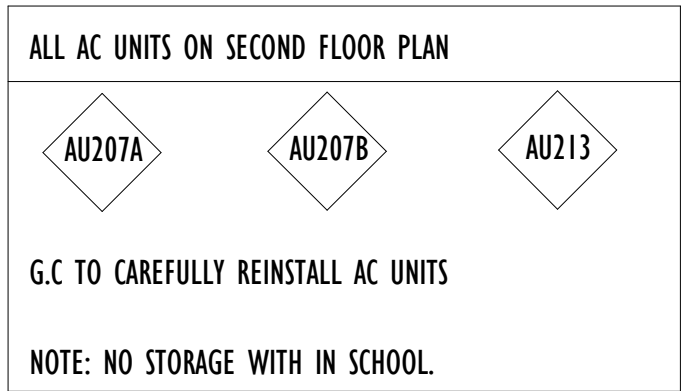 ALL AC UNITS ON SECOND FLOOR PLAN
AU207A AU207B AU213
G.C TO CAREFULLY REINSTALL AC UNITS
NOTE: NO STORAGE WITH IN SCHOOL.